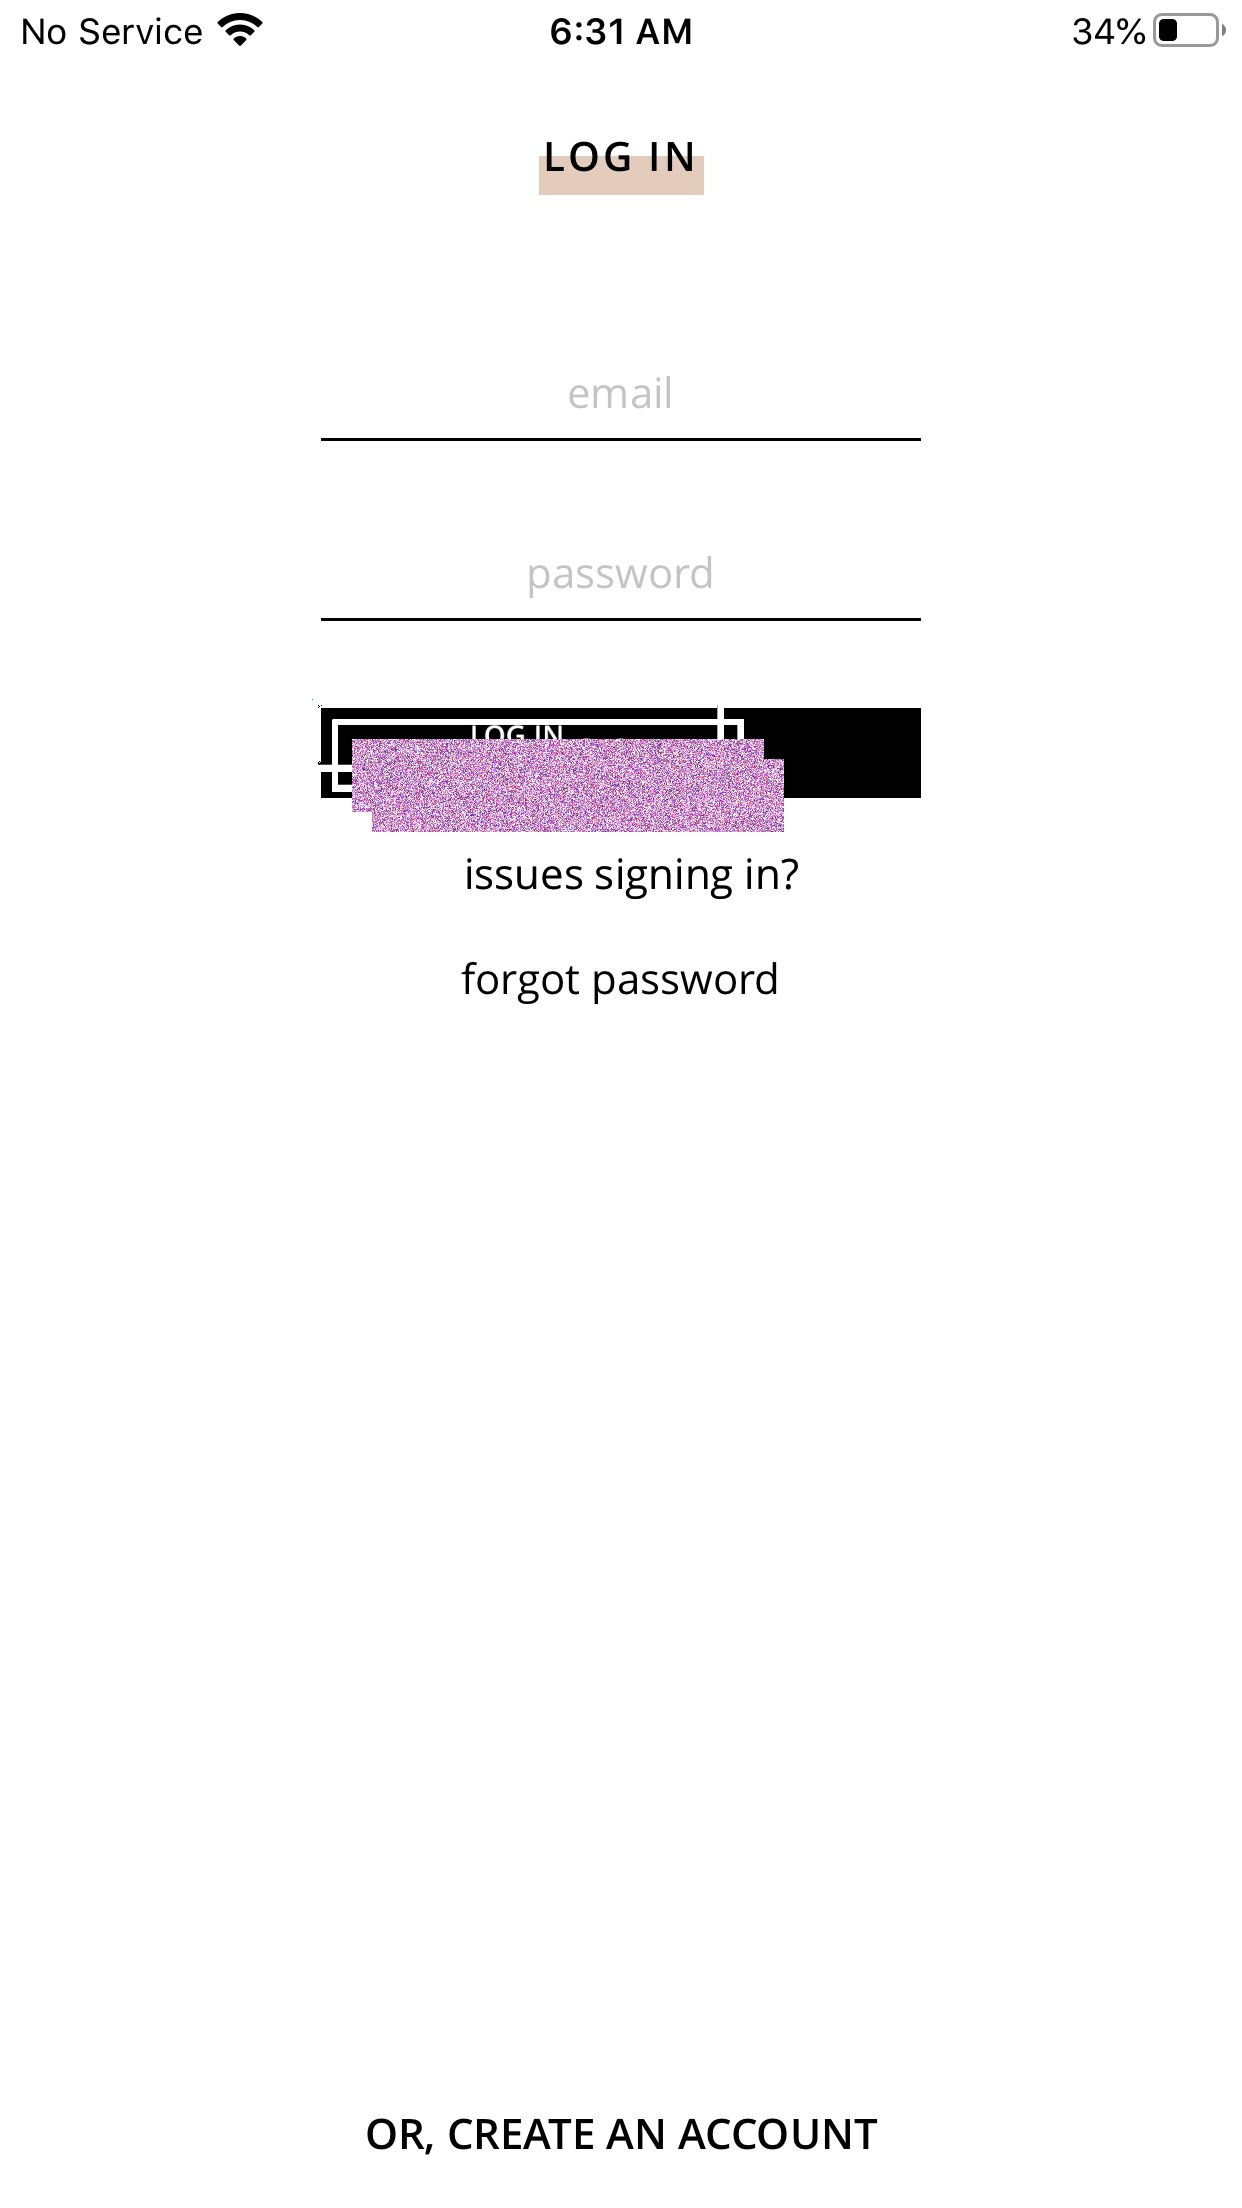 No Service 6:31 AM 34%
LOG IN
email
password
LOG IN
issues signing in?
forgot password
OR, CREATE AN ACCOUNT